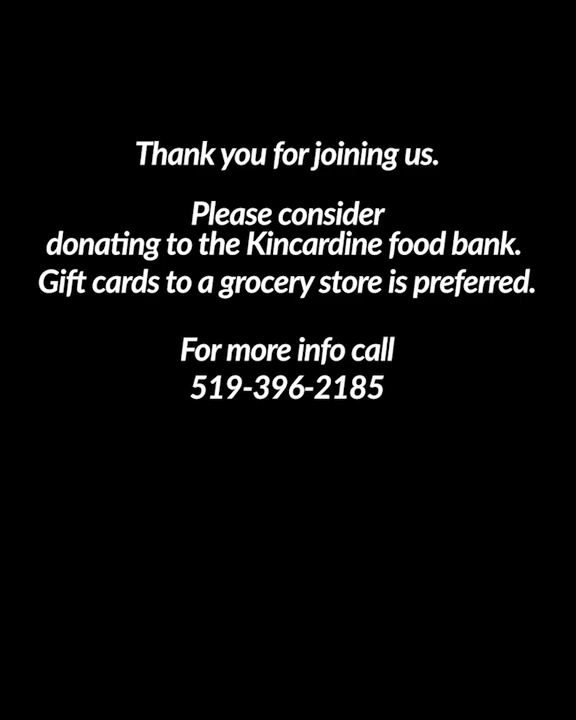 Thank you for joining us.
Please consider
donating to the Kincardine food bank.
Gift cards to a grocery store is preferred.
For more info call
519-396-2185